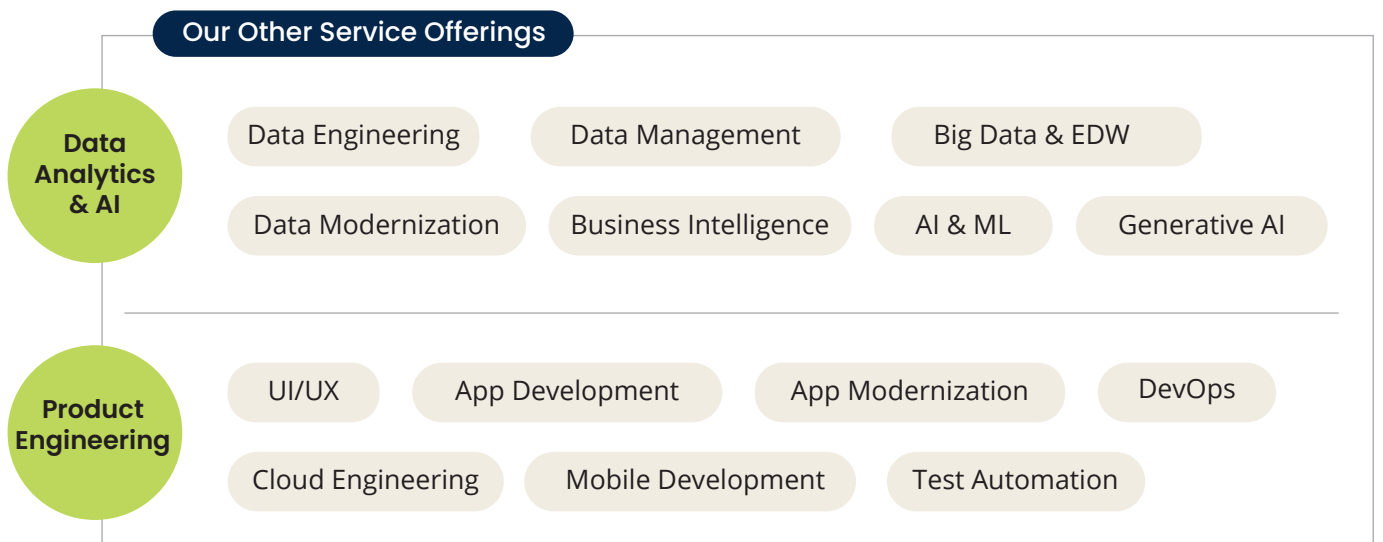 Our Other Service Offerings
Data
Analytics
& AI
Data Engineering
Data Management
Big Data & EDW
Data Modernization
Business Intelligence
AI & ML
Generative AI
Product
Engineering
UI/UX
App Development
App Modernization
DevOps
Cloud Engineering
Mobile Development
Test Automation